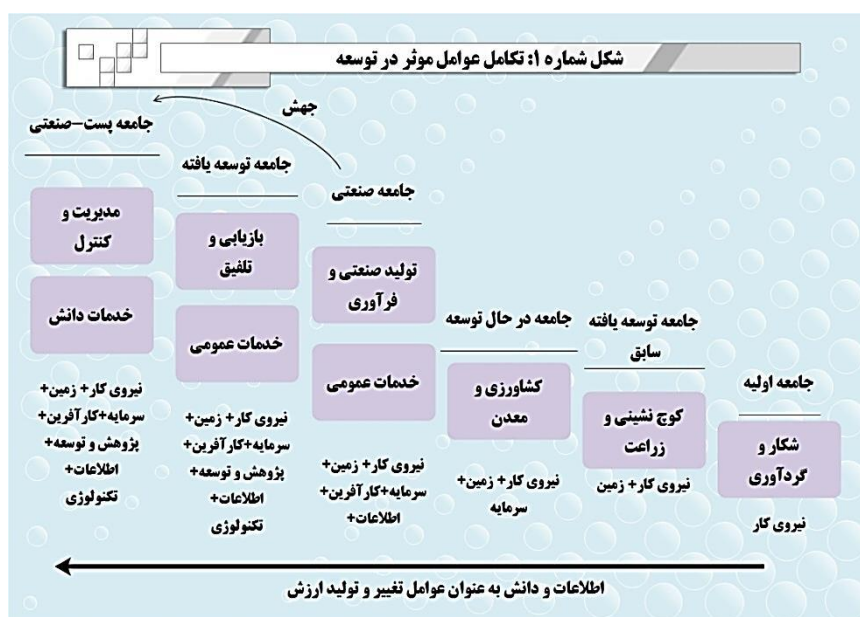 شکل شماره ۱: تکامل عوامل موثر در توسعه
جهش
جامعه اولیه
شکار و
گردآوری
نیروی کار
جامعه توسعه یافته
سابق
کوچ نشینی و
زراعت
نیروی کار+ زمین
جامعه در حال توسعه
کشاورزی و
معدن
نیروی کار+ زمین+
سرمایه
جامعه صنعتی
تولید صنعتی و
فرآوری
خدمات عمومی
نیروی کار+ زمین+
سرمایه+کارآفرین+
اطلاعات+
جامعه توسعه یافته
بازیابی و
تلفیق
خدمات عمومی
نیروی کار+ زمین+
سرمایه+کارآفرین+
پژوهش و توسعه+
اطلاعات+
تکنولوژی
جامعه پست-صنعتی
مدیریت و
کنترل
خدمات دانش
نیروی کار+ زمین+
سرمایه+کارآفرین+
پژوهش و توسعه+
اطلاعات+
تکنولوژی
اطلاعات و دانش به عنوان عوامل تغییر و تولید ارزش